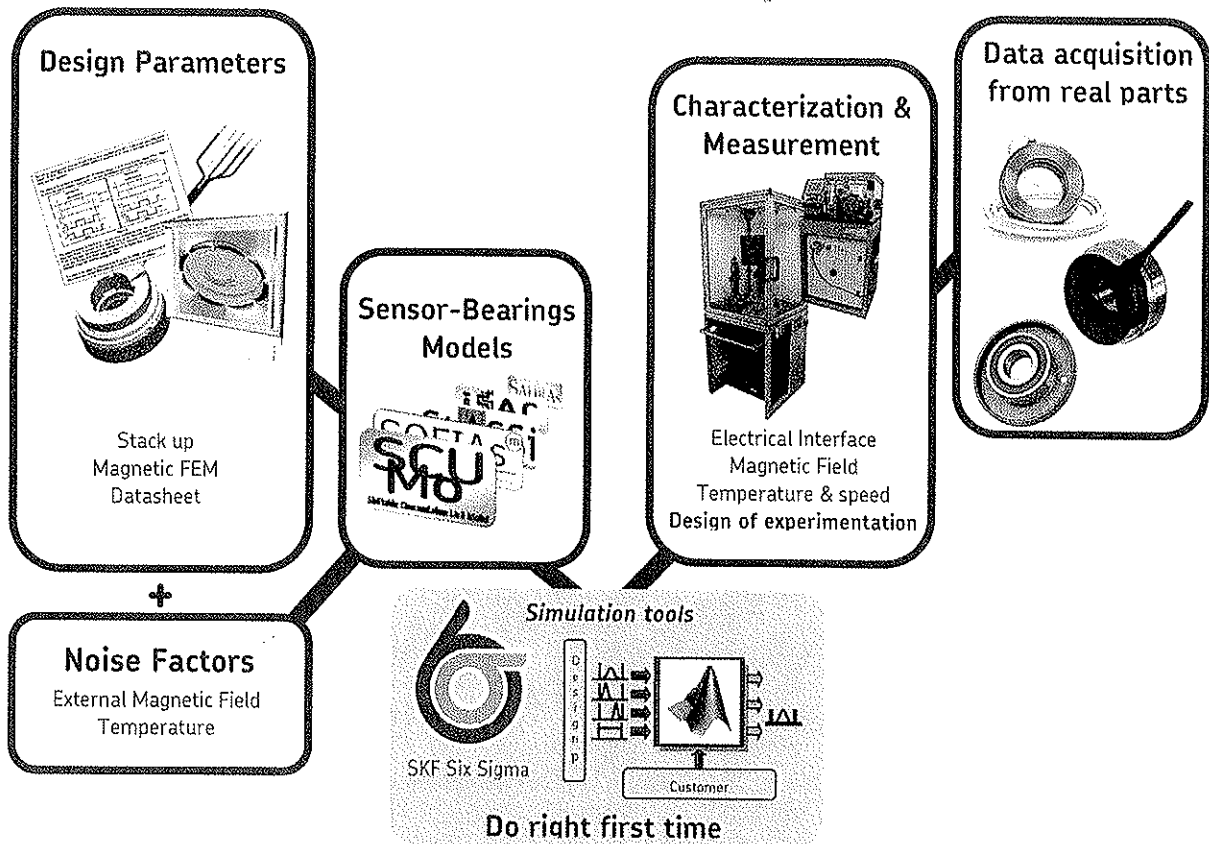 Design Parameters
Stack up
Magnetic FEM
Datasheet
+
Noise Factors
External Magnetic Field
Temperature
Sensor-Bearings
Models
SCU
Mo
Simulation tools
SKF Six Sigma
Customer
Do right first time
Characterization &
Measurement
Electrical Interface
Magnetic Field
Temperature & speed
Design of experimentation
Data acquisition
from real parts